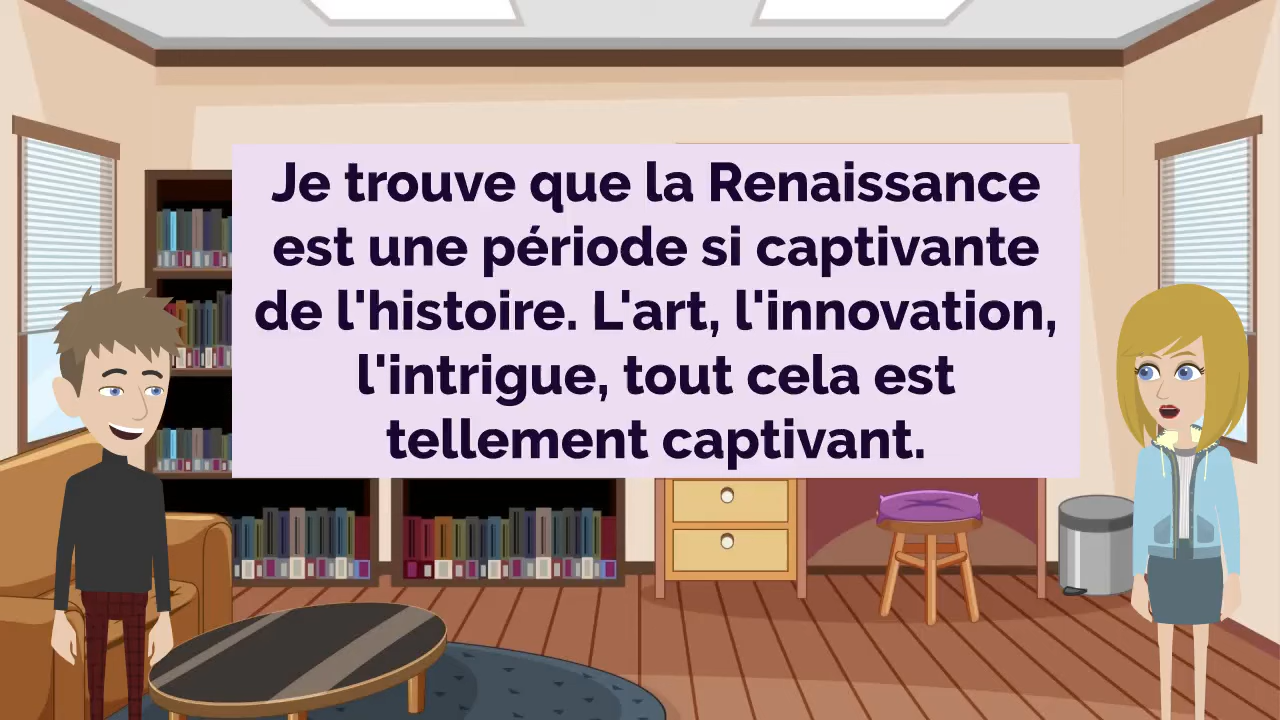 Je trouve que la Renaissance
est une période si captivante
de l'histoire. L'art, l'innovation,
l'intrigue, tout cela est
tellement captivant.